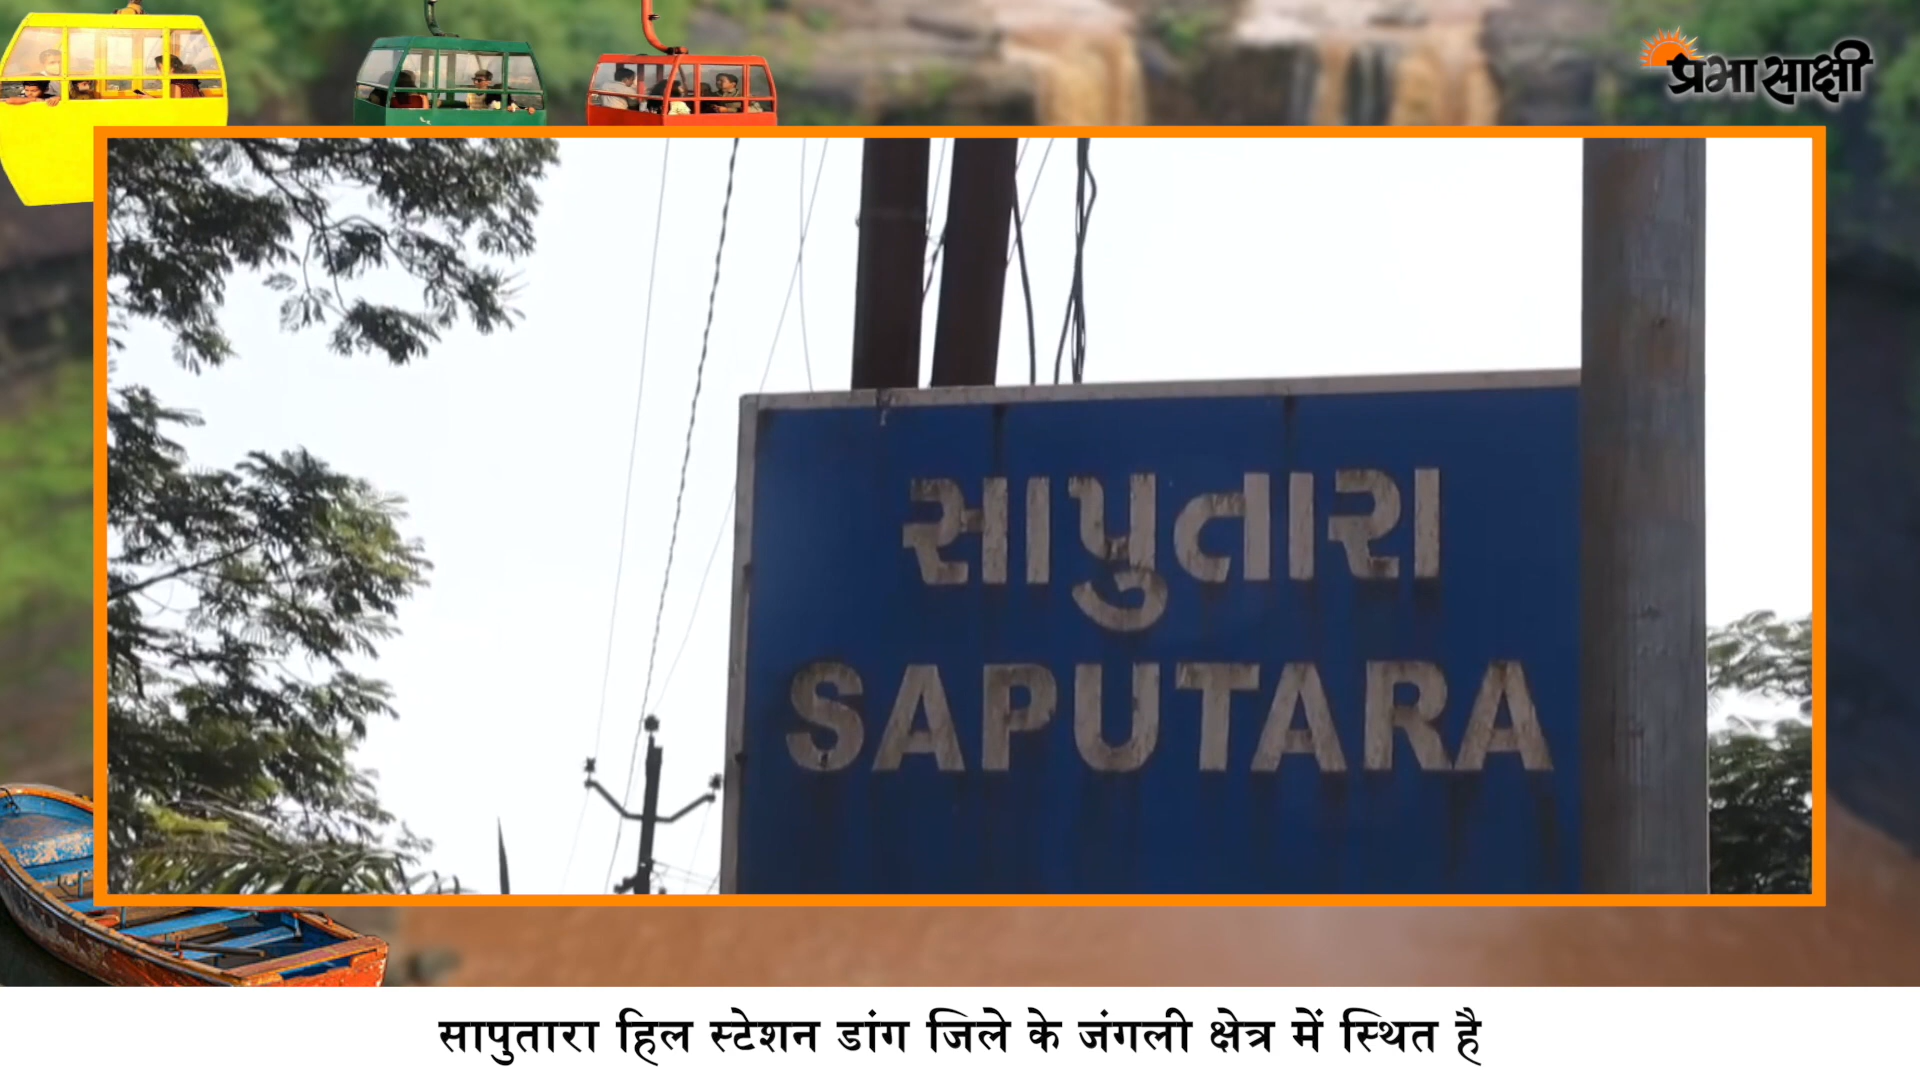 प्रभासाक्षी
સાપુતારા
SAPUTARA
सापुतारा हिल स्टेशन डांग जिले के जंगली क्षेत्र में स्थित है